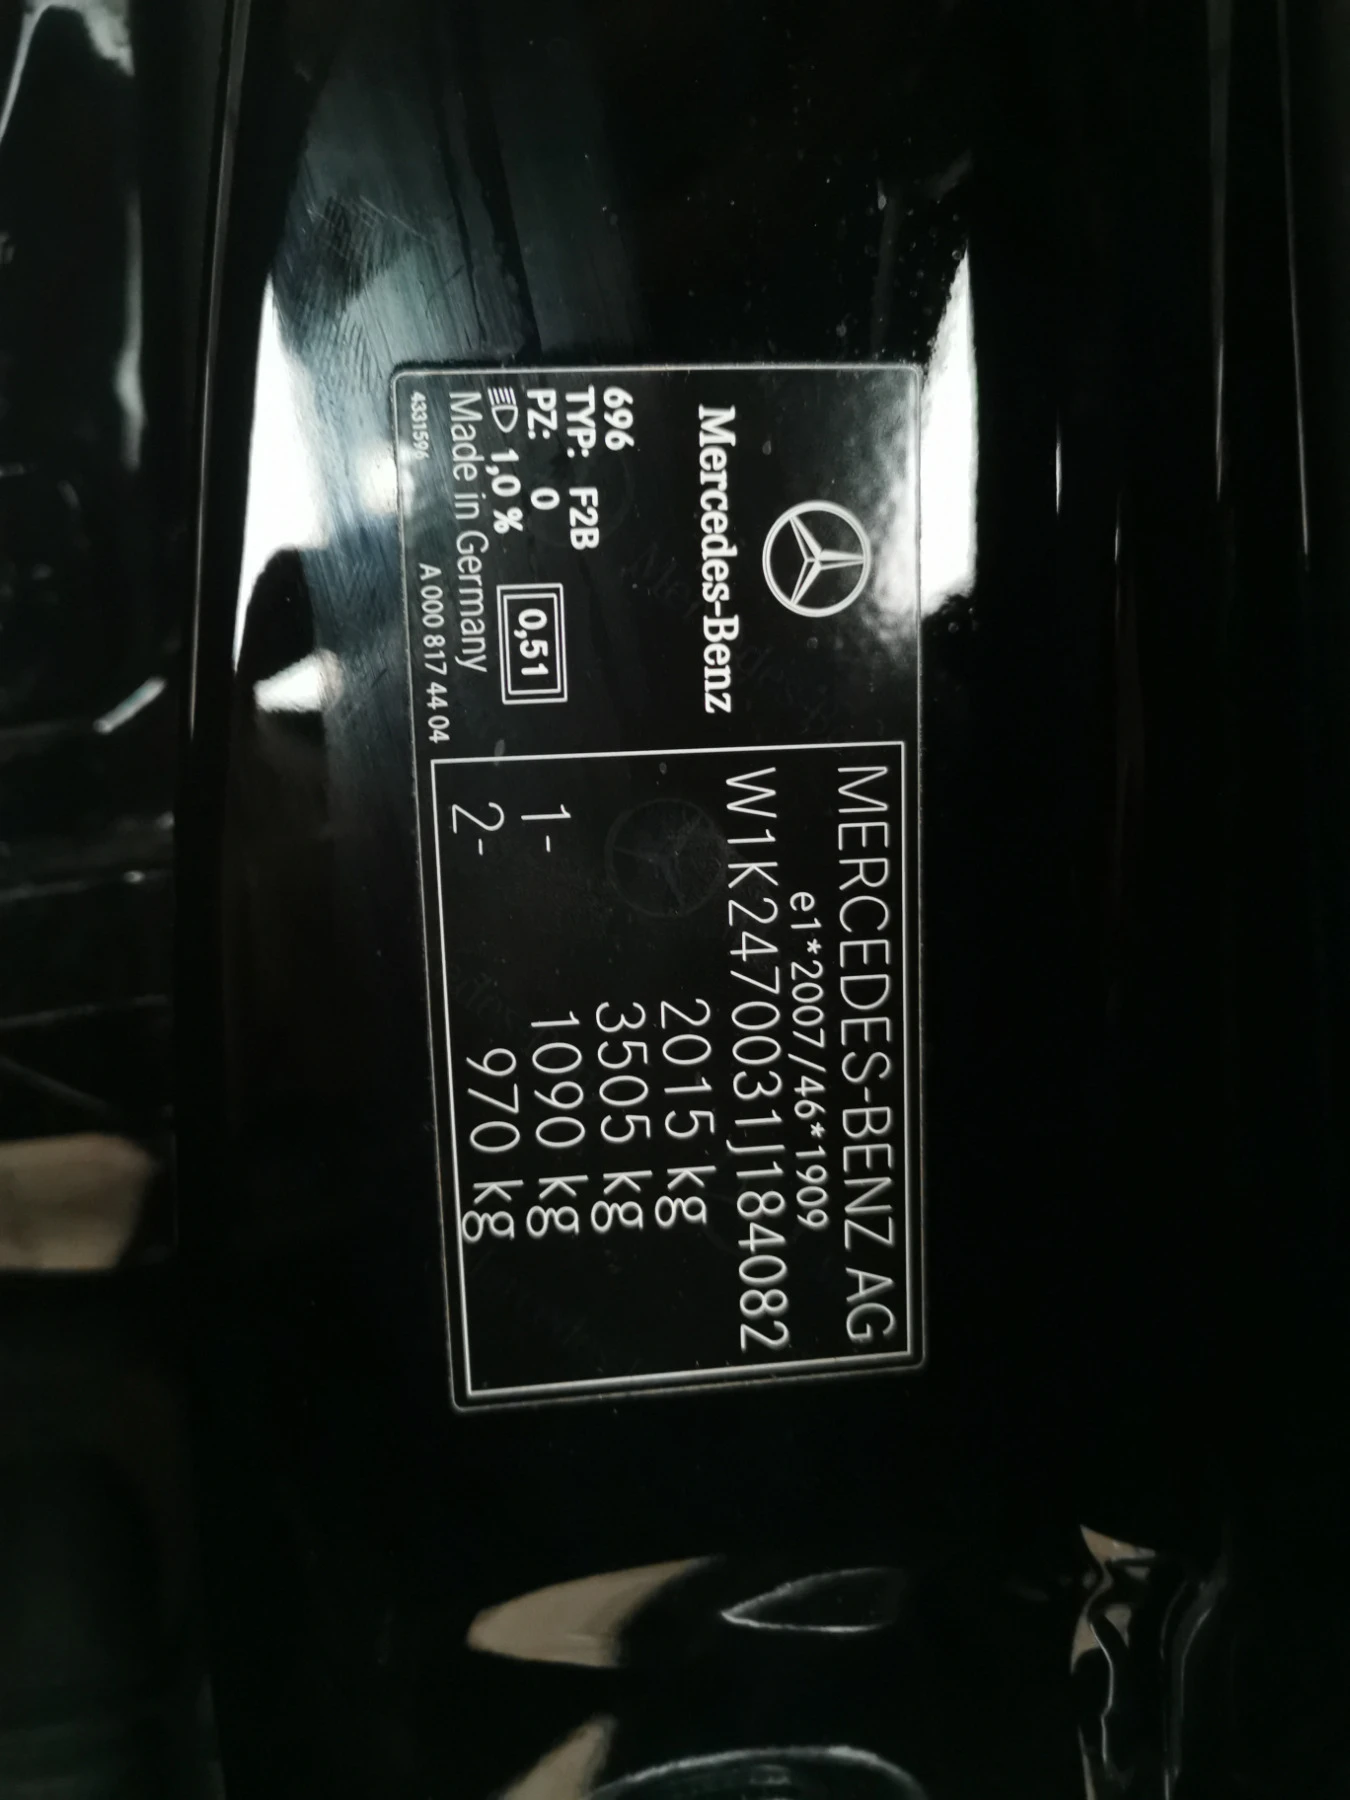 Mercedes-Benz
696
TYP: F2B
PZ: 0
1,0 %
0,51
Made in Germany
4331596
A 000 817 44 04
MERCEDES-BENZ AG
e1*2007/46*1909
W1K2470031J184082
2015 kg
3505 kg
1- 1090 kg
2- 970 kg